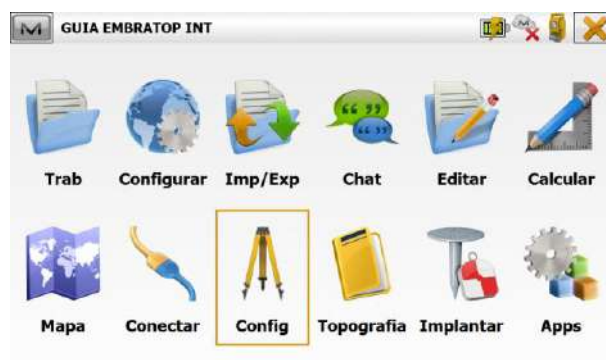 GUIA EMBRATOP INT
Trab Configurar Imp/Exp Chat Editar Calcular
Mapa Conectar Config Topografia Implantar Apps